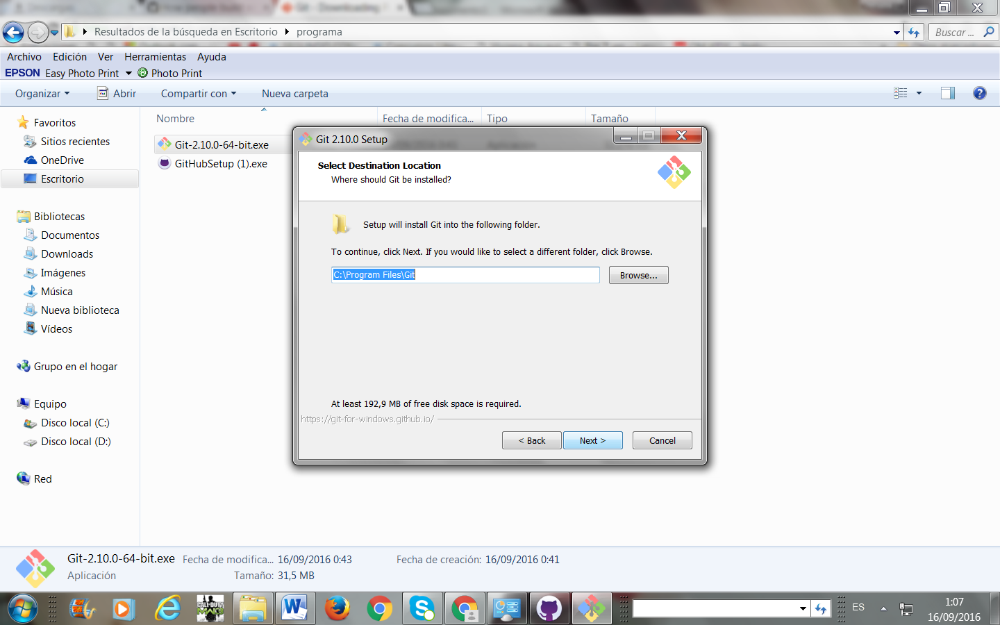 Git - Downloading
Resultados de la búsqueda en Escritorio
programa
Buscar ...
Archivo Edición Ver Herramientas Ayuda
EPSON Easy Photo Print Photo Print
Organizar Abrir Compartir con Nueva carpeta
Favoritos
Sitios recientes
OneDrive
Escritorio
Bibliotecas
Documentos
Downloads
Imágenes
Música
Nueva biblioteca
Vídeos
Grupo en el hogar
Equipo
Disco local (C:)
Disco local (D:)
Red
Nombre Fecha de modifica... Tipo Tamaño
Git-2.10.0-64-bit.exe
GitHubSetup (1).exe
Git 2.10.0 Setup
Select Destination Location
Where should Git be installed?
Setup will install Git into the following folder.
To continue, click Next. If you would like to select a different folder, click Browse.
C:\Program Files\Git
Browse...
At least 192,9 MB of free disk space is required.
https://git-for-windows.github.io/
< Back Next > Cancel
Git-2.10.0-64-bit.exe Fecha de modifica... 16/09/2016 0:43 Fecha de creación: 16/09/2016 0:41
Aplicación Tamaño: 31,5 MB
CALL OF DUTY
MW3
ES
1:07
16/09/2016